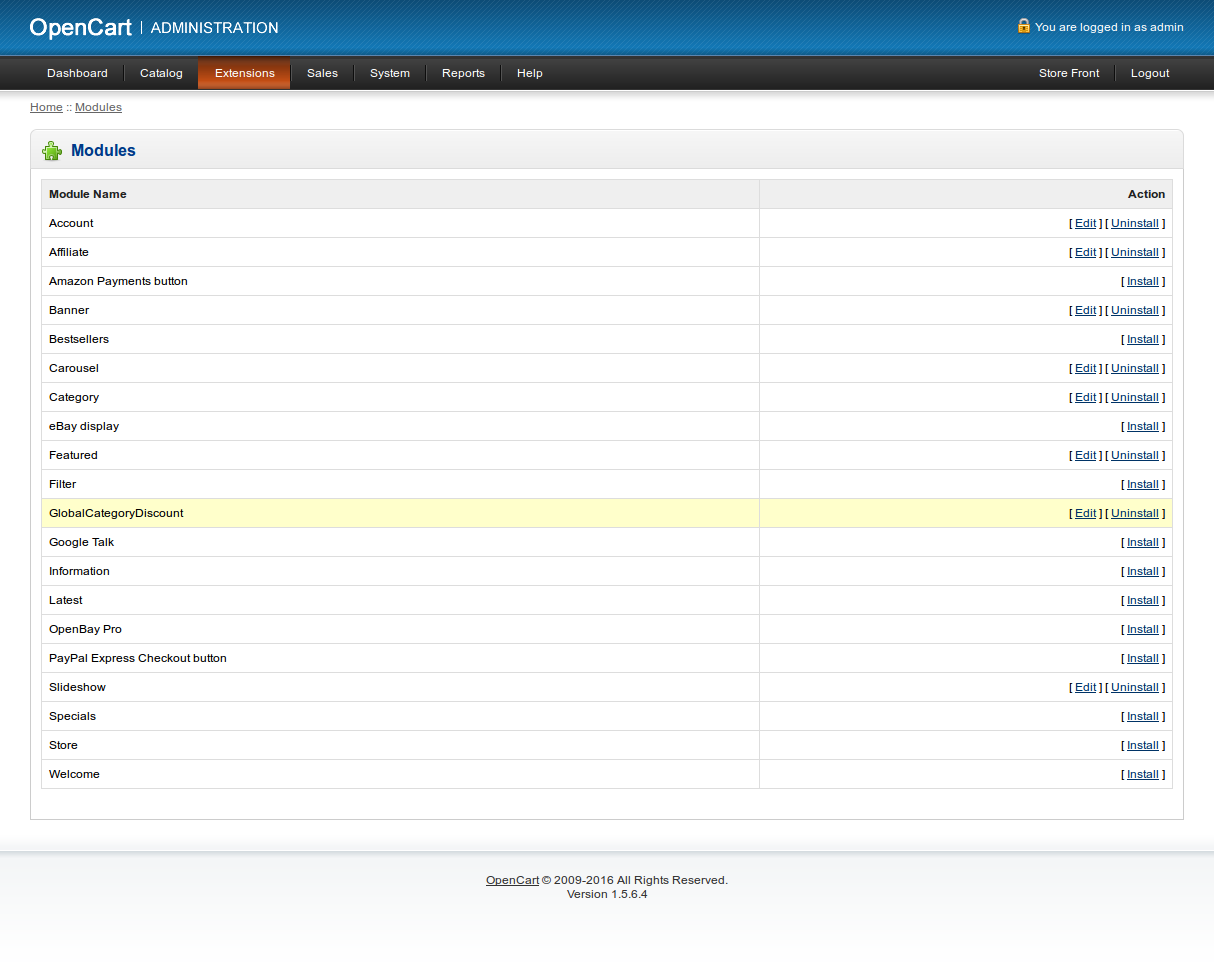 OpenCart | ADMINISTRATION
You are logged in as admin
Dashboard Catalog Extensions Sales System Reports Help Store Front Logout
Home :: Modules
Modules
Module Name Action
Account [ Edit ] [ Uninstall ]
Affiliate [ Edit ] [ Uninstall ]
Amazon Payments button [ Install ]
Banner [ Edit ] [ Uninstall ]
Bestsellers [ Install ]
Carousel [ Edit ] [ Uninstall ]
Category [ Edit ] [ Uninstall ]
eBay display [ Install ]
Featured [ Edit ] [ Uninstall ]
Filter [ Install ]
GlobalCategoryDiscount [ Edit ] [ Uninstall ]
Google Talk [ Install ]
Information [ Install ]
Latest [ Install ]
OpenBay Pro [ Install ]
PayPal Express Checkout button [ Install ]
Slideshow [ Edit ] [ Uninstall ]
Specials [ Install ]
Store [ Install ]
Welcome [ Install ]
OpenCart © 2009-2016 All Rights Reserved.
Version 1.5.6.4